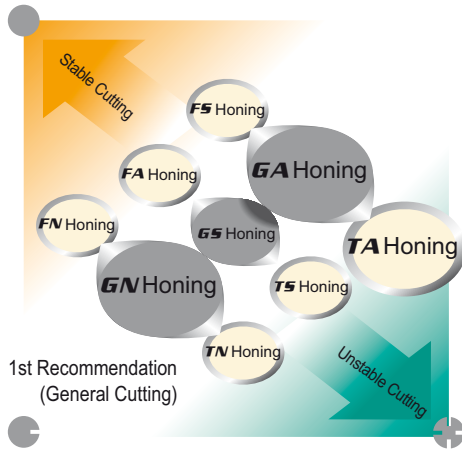 Stable Cutting
FS Honing
GA Honing
FA Honing
FN Honing
GS Honing
TA Honing
GN Honing
TS Honing
TN Honing
Unstable Cutting
1st Recommendation
(General Cutting)